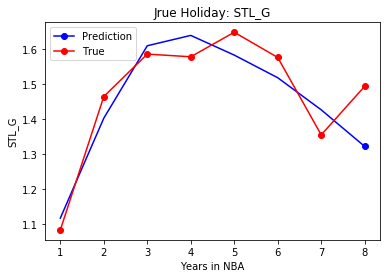 Jrue Holiday: STL_G
Prediction
True
STL_G
1.6
1.5
1.4
1.3
1.2
1.1
1 2 3 4 5 6 7 8
Years in NBA